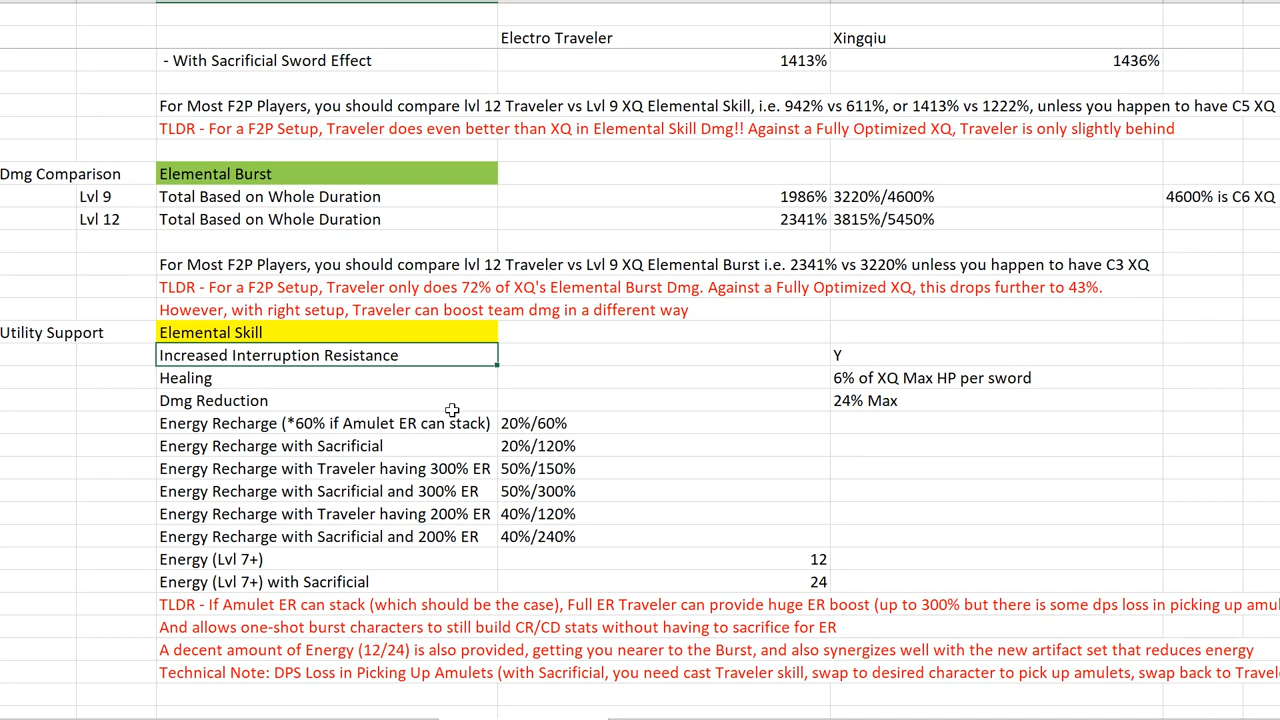 Electro Traveler Xingqiu
- With Sacrificial Sword Effect 1413% 1436%
For Most F2P Players, you should compare lvl 12 Traveler vs Lvl 9 XQ Elemental Skill, i.e. 942% vs 611%, or 1413% vs 1222%, unless you happen to have C5 XQ
TLDR - For a F2P Setup, Traveler does even better than XQ in Elemental Skill Dmg!! Against a Fully Optimized XQ, Traveler is only slightly behind
Dmg Comparison Elemental Burst
Lvl 9 Total Based on Whole Duration 1986% 3220%/4600% 4600% is C6 XQ
Lvl 12 Total Based on Whole Duration 2341% 3815%/5450%
For Most F2P Players, you should compare lvl 12 Traveler vs Lvl 9 XQ Elemental Burst i.e. 2341% vs 3220% unless you happen to have C3 XQ
TLDR - For a F2P Setup, Traveler only does 72% of XQ's Elemental Burst Dmg. Against a Fully Optimized XQ, this drops further to 43%.
However, with right setup, Traveler can boost team dmg in a different way
Utility Support Elemental Skill
Increased Interruption Resistance Y
Healing 6% of XQ Max HP per sword
Dmg Reduction 24% Max
Energy Recharge (*60% if Amulet ER can stack) 20%/60%
Energy Recharge with Sacrificial 20%/120%
Energy Recharge with Traveler having 300% ER 50%/150%
Energy Recharge with Sacrificial and 300% ER 50%/300%
Energy Recharge with Traveler having 200% ER 40%/120%
Energy Recharge with Sacrificial and 200% ER 40%/240%
Energy (Lvl 7+) 12
Energy (Lvl 7+) with Sacrificial 24
TLDR - If Amulet ER can stack (which should be the case), Full ER Traveler can provide huge ER boost (up to 300% but there is some dps loss in picking up amul
And allows one-shot burst characters to still build CR/CD stats without having to sacrifice for ER
A decent amount of Energy (12/24) is also provided, getting you nearer to the Burst, and also synergizes well with the new artifact set that reduces energy
Technical Note: DPS Loss in Picking Up Amulets (with Sacrificial, you need cast Traveler skill, swap to desired character to pick up amulets, swap back to Travele